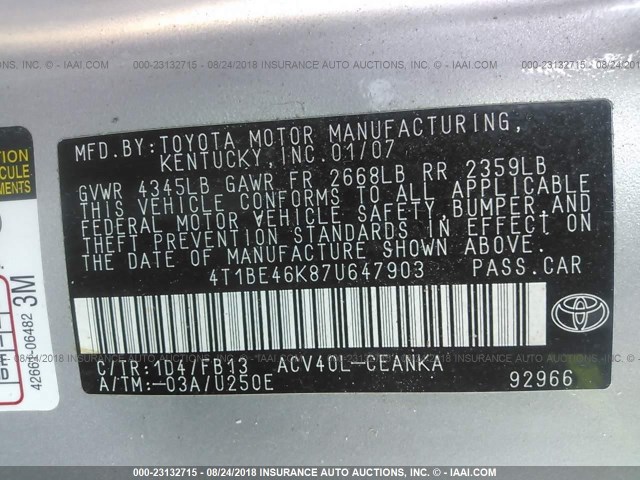 000-23132715 - 08/24/2018 INSURANCE AUTO AUCTIONS, INC. - © - IAAI.COM
MFD.BY:TOYOTA MOTOR MANUFACTURING,
KENTUCKY, INC.01/07
GVWR 4345LB GAWR FR 2668LB RR 2359LB
THIS VEHICLE CONFORMS TO ALL APPLICABLE
FEDERAL MOTOR VEHICLE SAFETY,BUMPER,AND
THEFT PREVENTION STANDARDS IN EFFECT ON
THE DATE OF MANUFACTURE SHOWN ABOVE.
4T1BE46K87U647903 PASS.CAR
C/TR:1D47/FB13 ACV40L-CEANKA
A/TM:-03A/U250E 92966
42667-06482 3M
000-23132715 - 08/24/2018 INSURANCE AUTO AUCTIONS, INC. - © - IAAI.COM